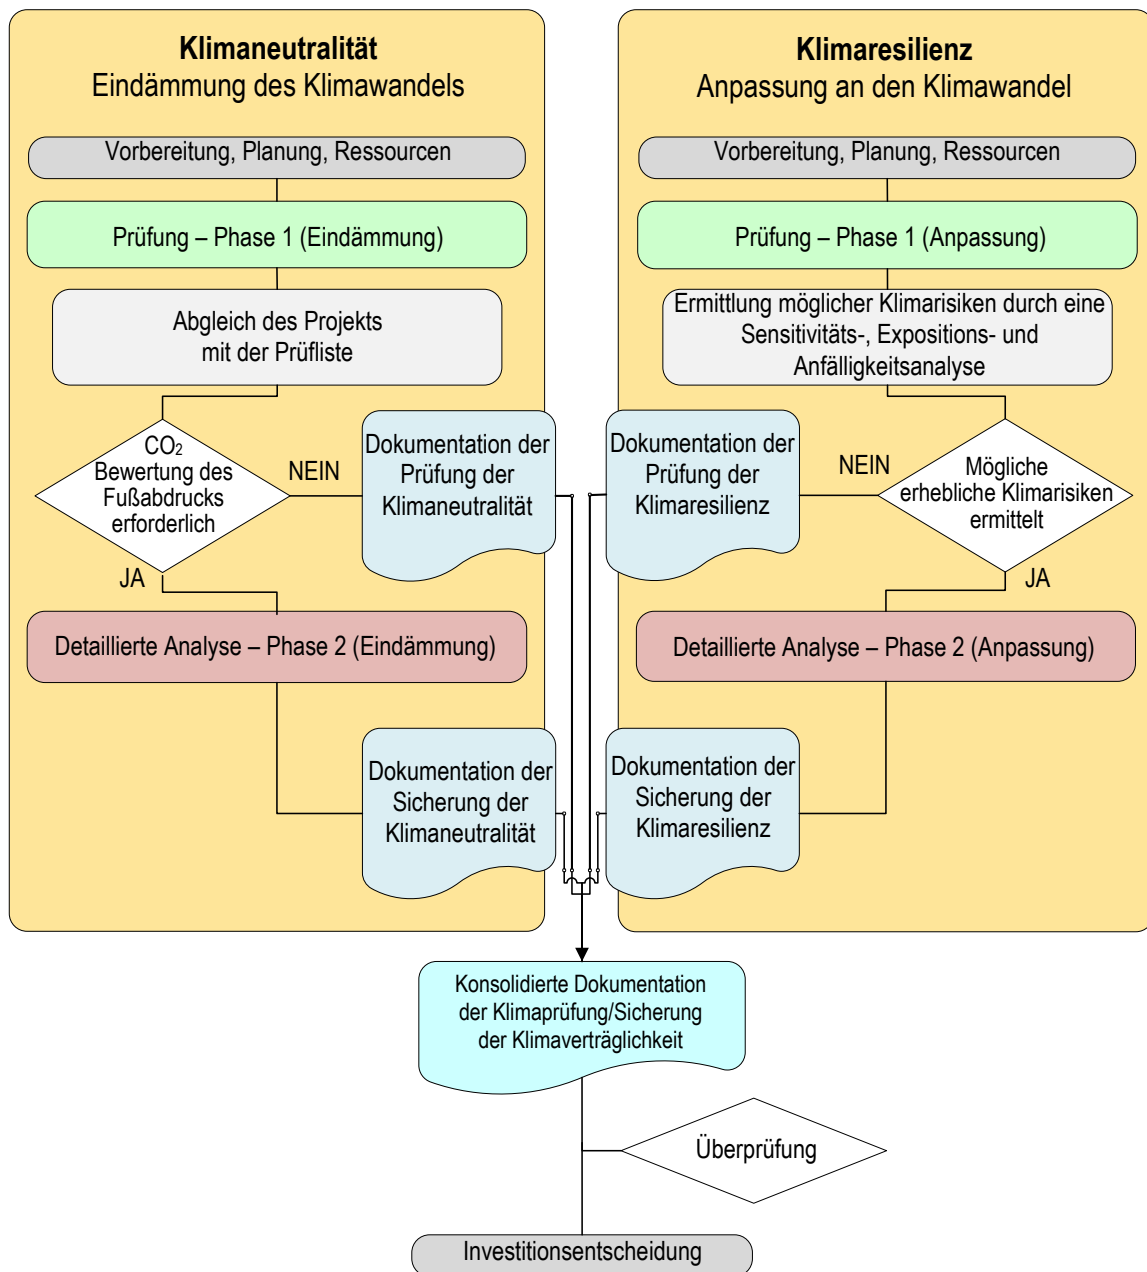 Klimaneutralität
Eindämmung des Klimawandels
Vorbereitung, Planung, Ressourcen
Prüfung – Phase 1 (Eindämmung)
Abgleich des Projekts
mit der Prüfliste
CO₂
Bewertung des
Fußabdrucks
erforderlich
NEIN
Dokumentation der
Prüfung der
Klimaneutralität
JA
Detaillierte Analyse – Phase 2 (Eindämmung)
Dokumentation der
Sicherung der
Klimaneutralität
Klimaresilienz
Anpassung an den Klimawandel
Vorbereitung, Planung, Ressourcen
Prüfung – Phase 1 (Anpassung)
Ermittlung möglicher Klimarisiken durch eine
Sensitivitäts-, Expositions- und
Anfälligkeitsanalyse
Dokumentation der
Prüfung der
Klimaresilienz
NEIN
Mögliche
erhebliche Klimarisiken
ermittelt
JA
Detaillierte Analyse – Phase 2 (Anpassung)
Dokumentation der
Sicherung der
Klimaresilienz
Konsolidierte Dokumentation
der Klimaprüfung/Sicherung
der Klimaverträglichkeit
Überprüfung
Investitionsentscheidung